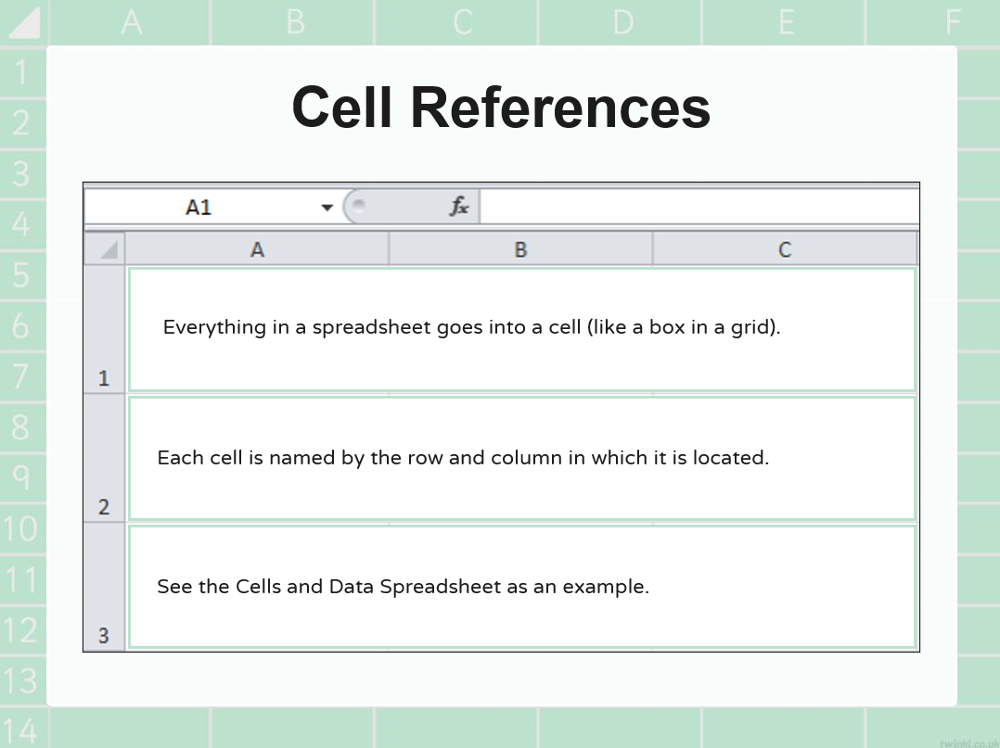 A B C D E F
1
2
3
4
5
6
7
8
9
10
11
12
13
14
Cell References
A1 fx
A B C
1 Everything in a spreadsheet goes into a cell (like a box in a grid).
2 Each cell is named by the row and column in which it is located.
3 See the Cells and Data Spreadsheet as an example.
twinkl.co.uk